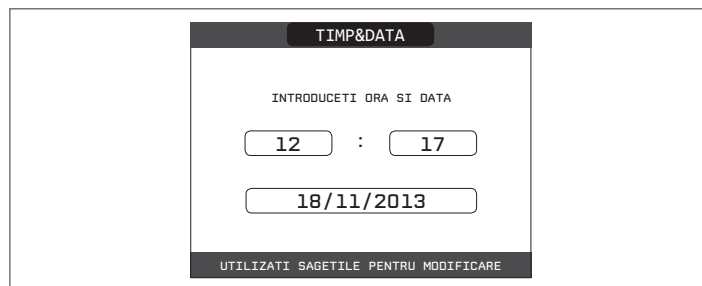 TIMP&DATA
INTRODUCETI ORA SI DATA
12 : 17
18/11/2013
UTILIZATI SAGETILE PENTRU MODIFICARE